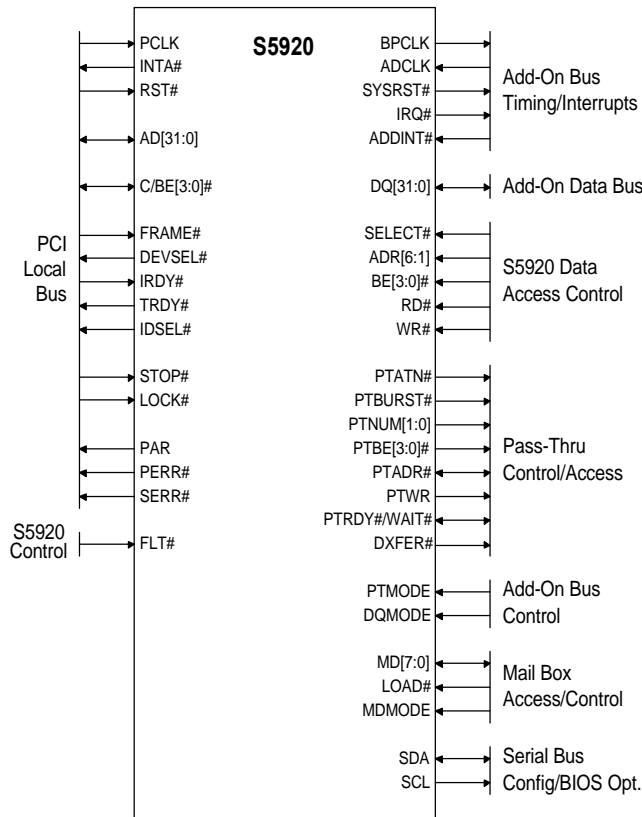 S5920
PCI
Local
Bus
S5920
Control
PCLK
INTA#
RST#
AD[31:0]
C/BE[3:0]#
FRAME#
DEVSEL#
IRDY#
TRDY#
IDSEL#
STOP#
LOCK#
PAR
PERR#
SERR#
FLT#
BPCLK
ADCLK
SYSRST#
IRQ#
ADDINT#
DQ[31:0]
SELECT#
ADR[6:1]
BE[3:0]#
RD#
WR#
PTATN#
PTBURST#
PTNUM[1:0]
PTBE[3:0]#
PTADR#
PTWR
PTRDY#/WAIT#
DXFER#
PTMODE
DQMODE
MD[7:0]
LOAD#
MDMODE
SDA
SCL
Add-On Bus
Timing/Interrupts
Add-On Data Bus
S5920 Data
Access Control
Pass-Thru
Control/Access
Add-On Bus
Control
Mail Box
Access/Control
Serial Bus
Config/BIOS Opt.